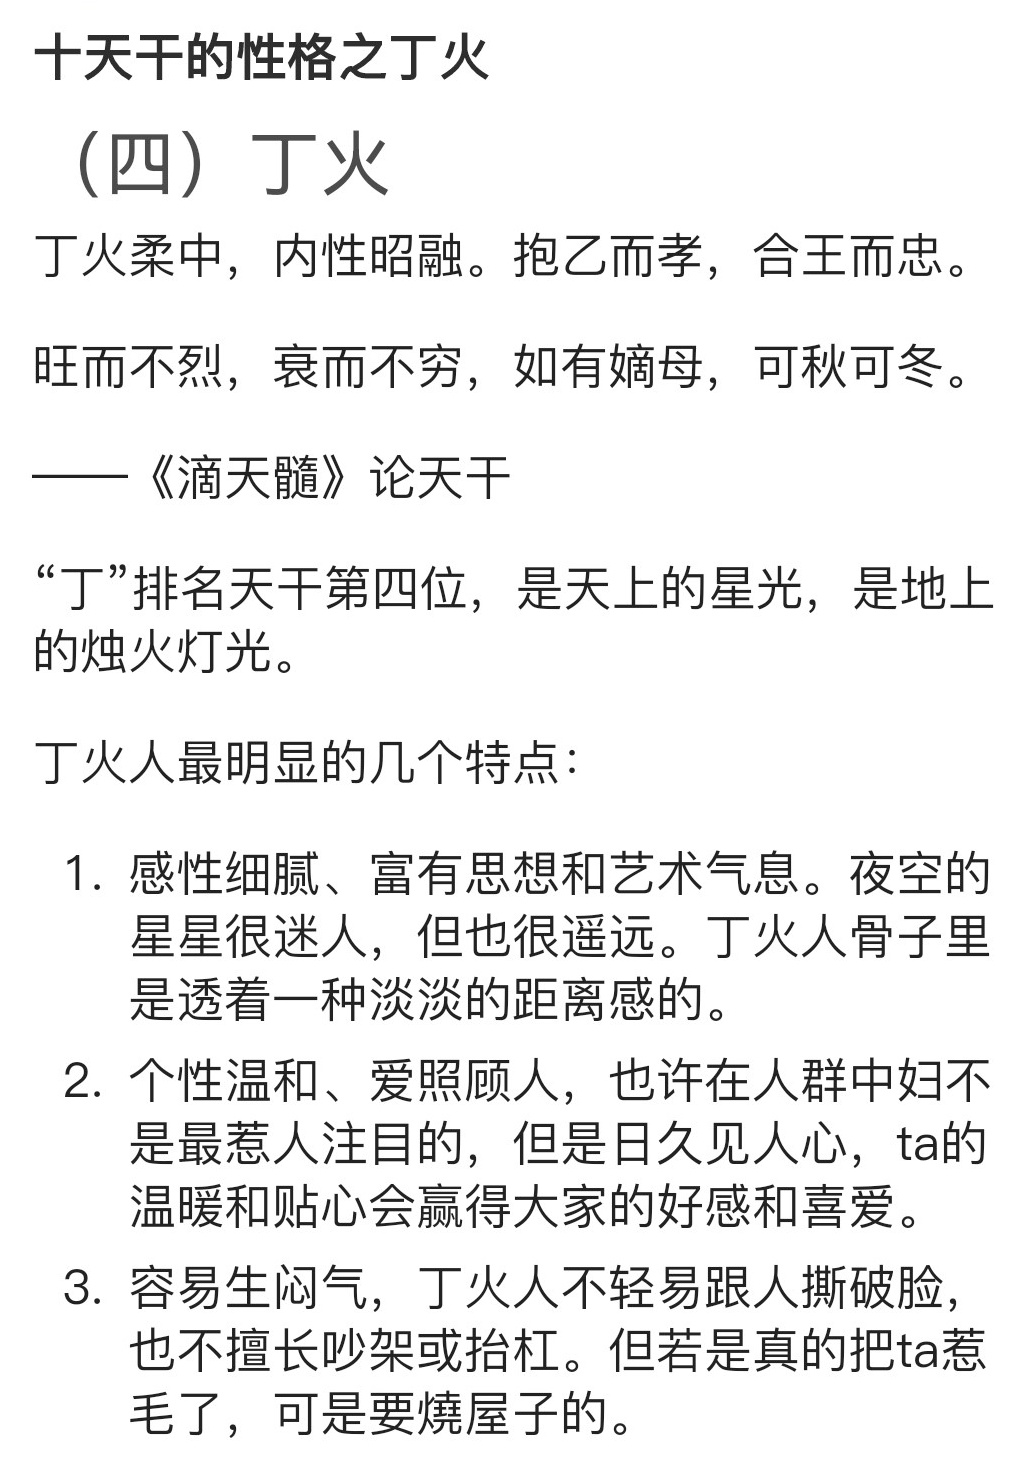 十天干的性格之丁火
（四）丁火
丁火柔中，内性昭融。抱乙而孝，合王而忠。
旺而不烈，衰而不穷，如有嫡母，可秋可冬。
——《滴天髓》论天干
“丁”排名天干第四位，是天上的星光，是地上
的烛火灯光。
丁火人最明显的几个特点：
1. 感性细腻、富有思想和艺术气息。夜空的
星星很迷人，但也很遥远。丁火人骨子里
是透着一种淡淡的距离感的。
2. 个性温和、爱照顾人，也许在人群中妇不
是最惹人注目的，但是日久见人心，ta的
温暖和贴心会赢得大家的好感和喜爱。
3. 容易生闷气，丁火人不轻易跟人撕破脸，
也不擅长吵架或抬杠。但若是真的把ta惹
毛了，可是要燒屋子的。